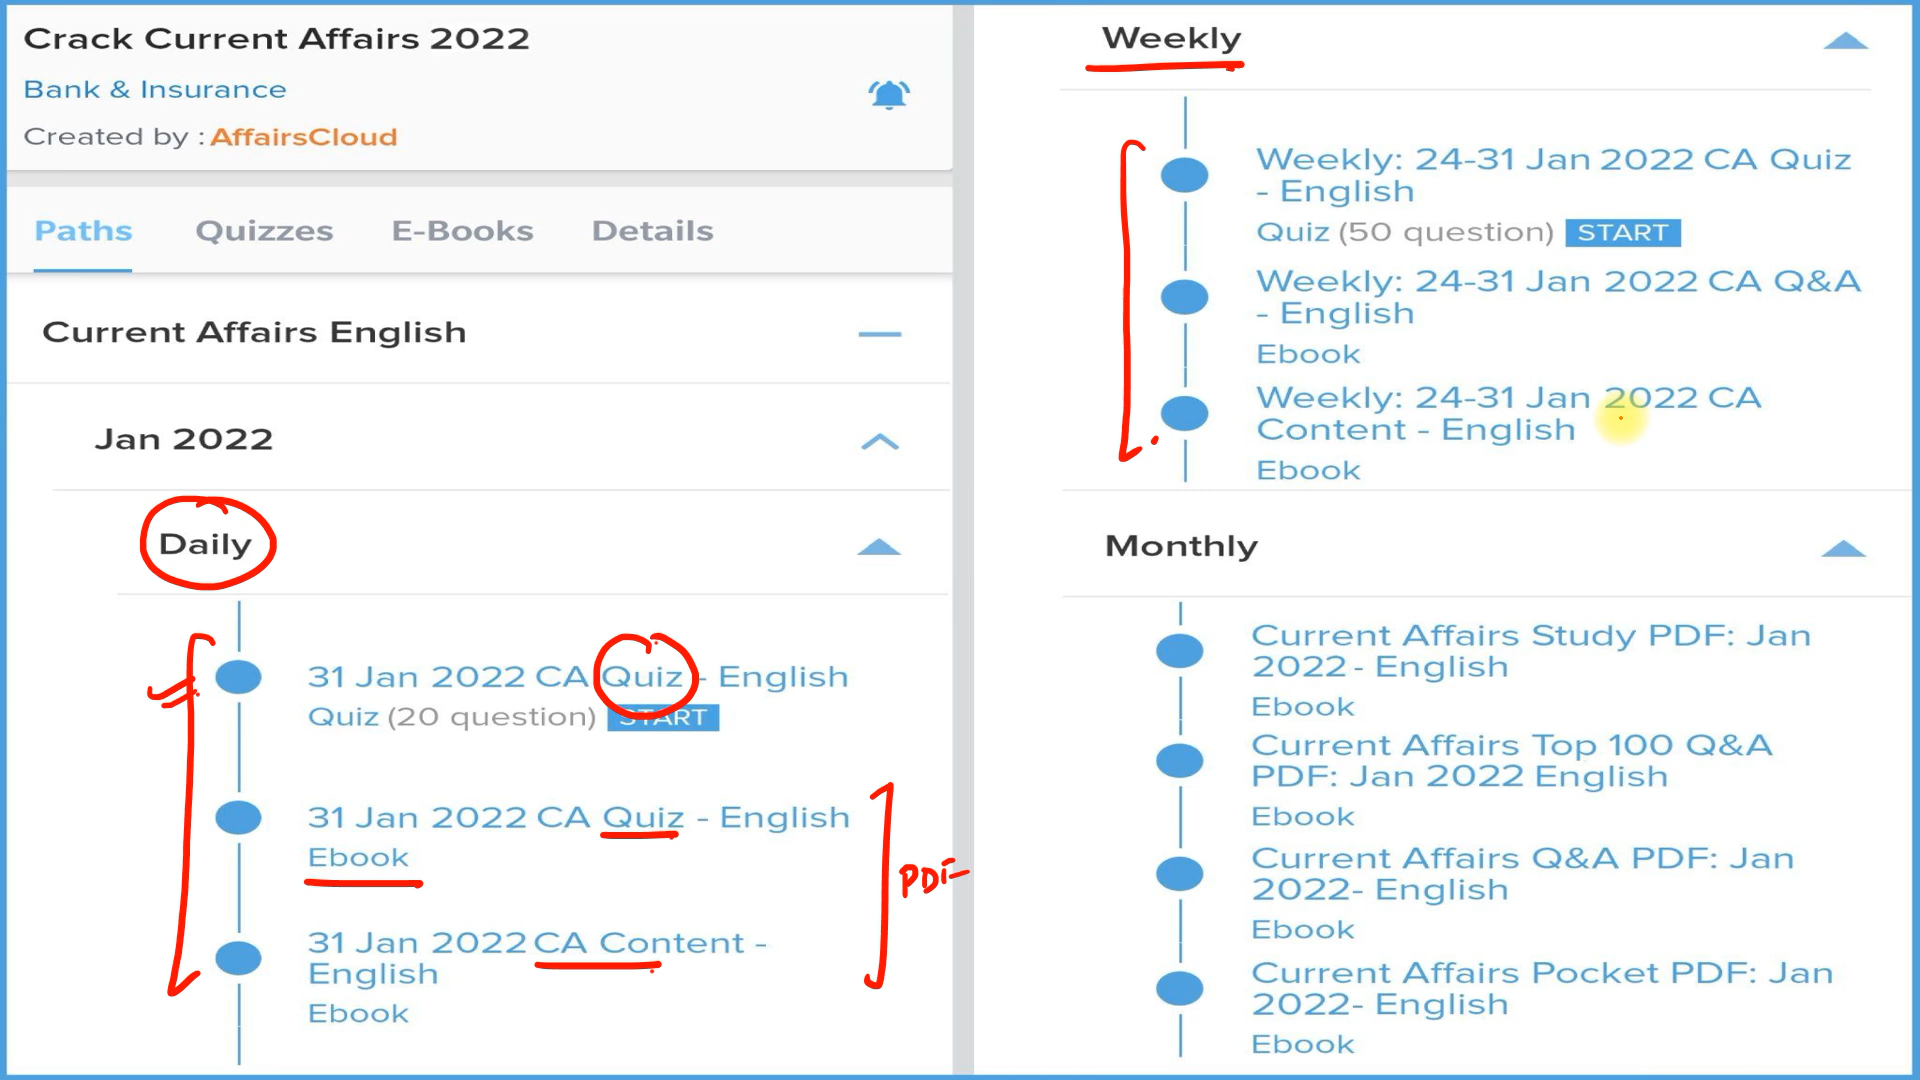 Crack Current Affairs 2022
Bank & Insurance
Created by : AffairsCloud
Paths Quizzes E-Books Details
Current Affairs English
Jan 2022
Daily
31 Jan 2022 CA Quiz - English
Quiz (20 question) START
31 Jan 2022 CA Quiz - English
Ebook
PDF
31 Jan 2022 CA Content -
English
Ebook
Weekly
Weekly: 24-31 Jan 2022 CA Quiz
- English
Quiz (50 question) START
Weekly: 24-31 Jan 2022 CA Q&A
- English
Ebook
Weekly: 24-31 Jan 2022 CA
Content - English
Ebook
Monthly
Current Affairs Study PDF: Jan
2022- English
Ebook
Current Affairs Top 100 Q&A
PDF: Jan 2022 English
Ebook
Current Affairs Q&A PDF: Jan
2022- English
Ebook
Current Affairs Pocket PDF: Jan
2022- English
Ebook